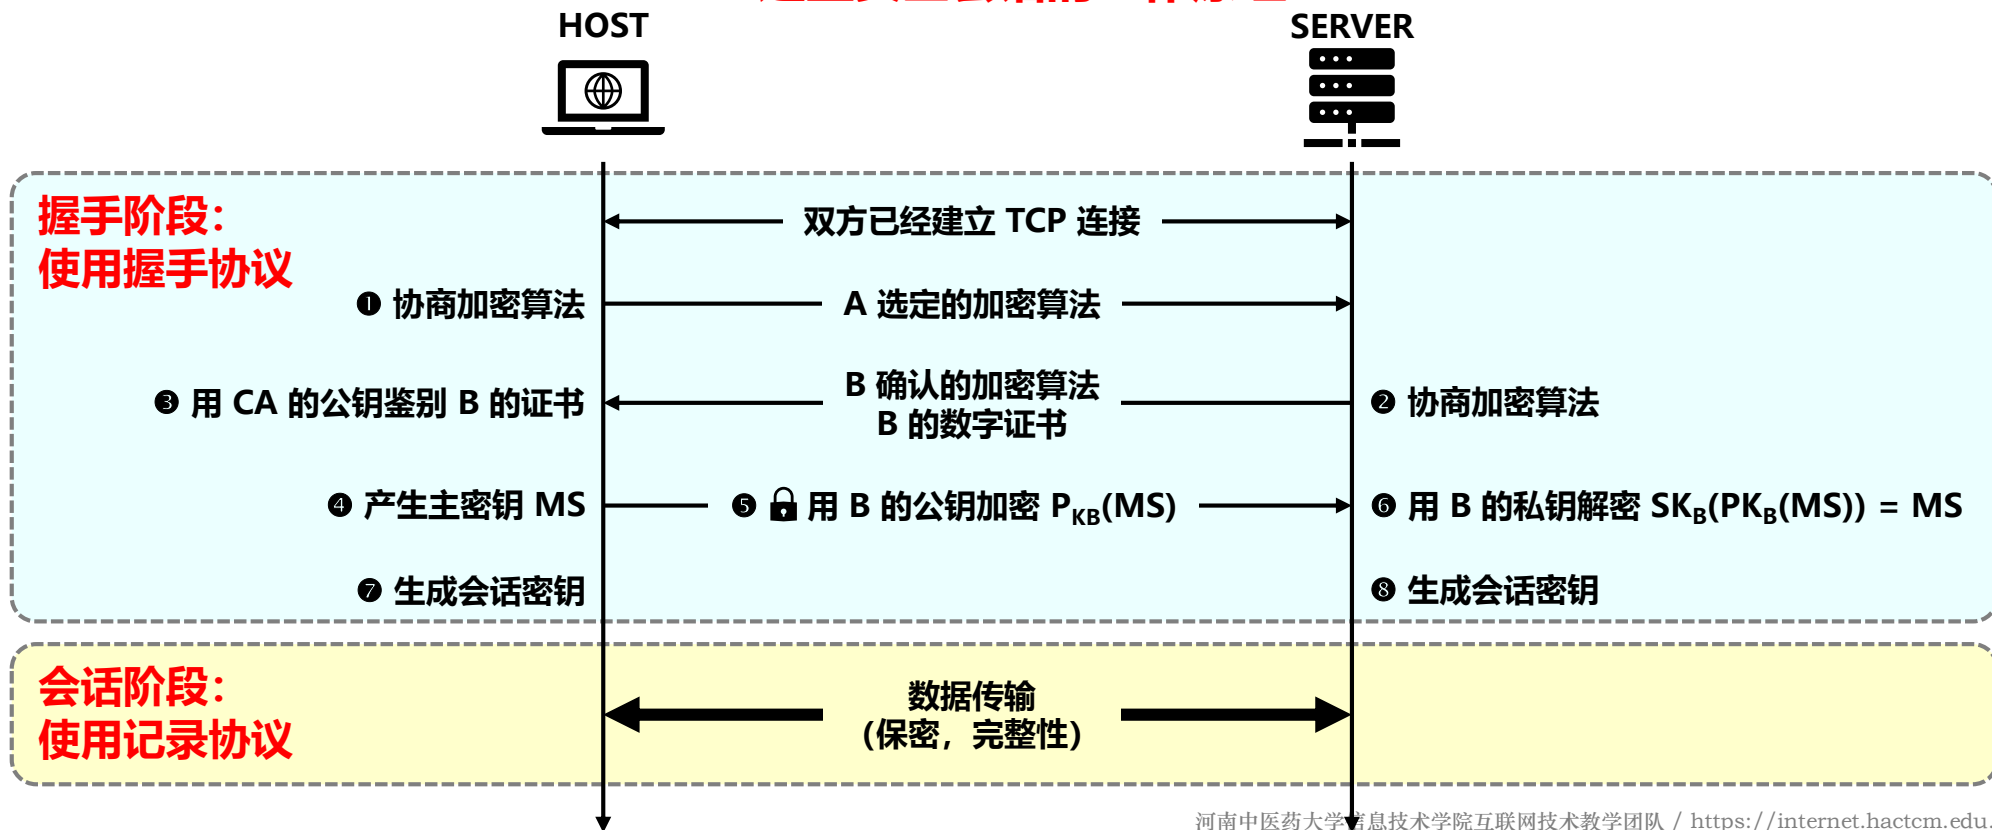 HOST
SERVER
握手阶段：
使用握手协议
双方已经建立 TCP 连接
❶ 协商加密算法
A 选定的加密算法
❸ 用 CA 的公钥鉴别 B 的证书
B 确认的加密算法
B 的数字证书
❷ 协商加密算法
❹ 产生主密钥 MS
❺ 用 B 的公钥加密 PKB(MS)
❻ 用 B 的私钥解密 SKB(PKB(MS)) = MS
❼ 生成会话密钥
❽ 生成会话密钥
会话阶段：
使用记录协议
数据传输
（保密，完整性）
河南中医药大学信息技术学院互联网技术教学团队 / https://internet.hactcm.edu.